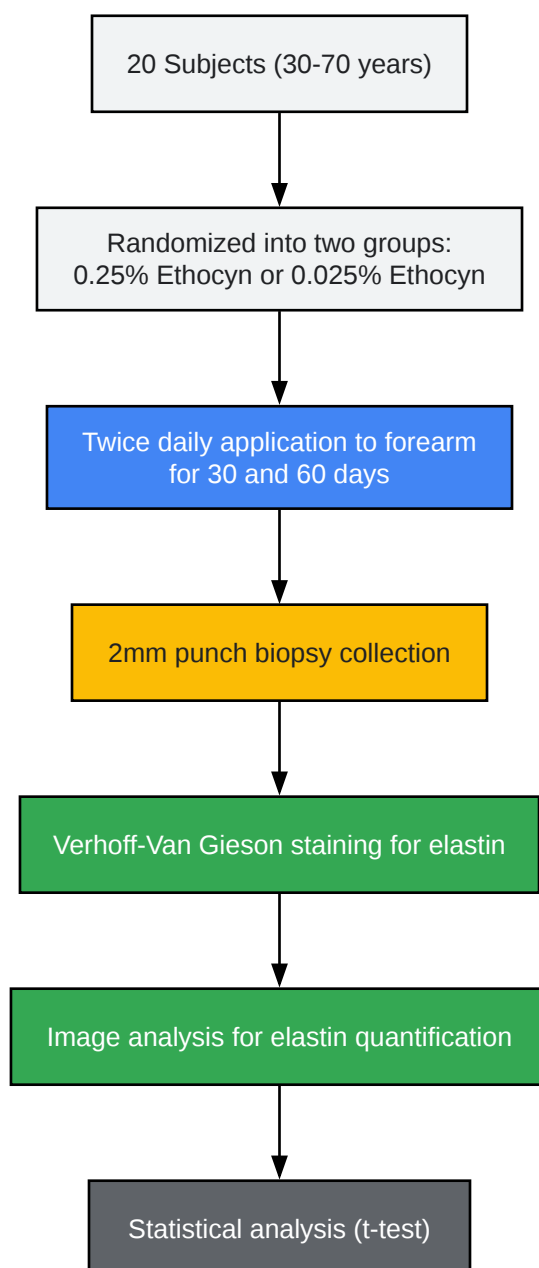 20 Subjects (30-70 years)
Randomized into two groups:
0.25% Ethocyn or 0.025% Ethocyn
Twice daily application to forearm
for 30 and 60 days
2mm punch biopsy collection
Verhoff-Van Gieson staining for elastin
Image analysis for elastin quantification
Statistical analysis (t-test)